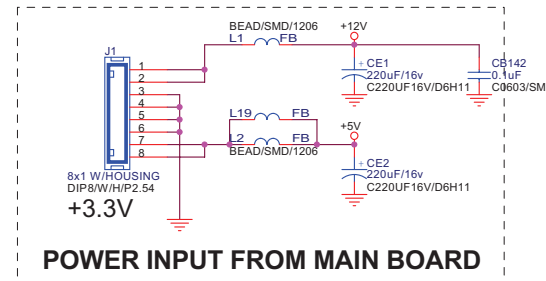 BEAD/SMD/1206
+12V
L1 FB
J1
1
2
3
4
5
6
7
8
+ CE1
220uF/16v
C220UF16V/D6H11
CB142
0.1uF
C0603/SM
L19 FB
+5V
L2 FB
BEAD/SMD/1206
+ CE2
220uF/16v
C220UF16V/D6H11
8x1 W/HOUSING
DIP8/W/H/P2.54
+3.3V
POWER INPUT FROM MAIN BOARD